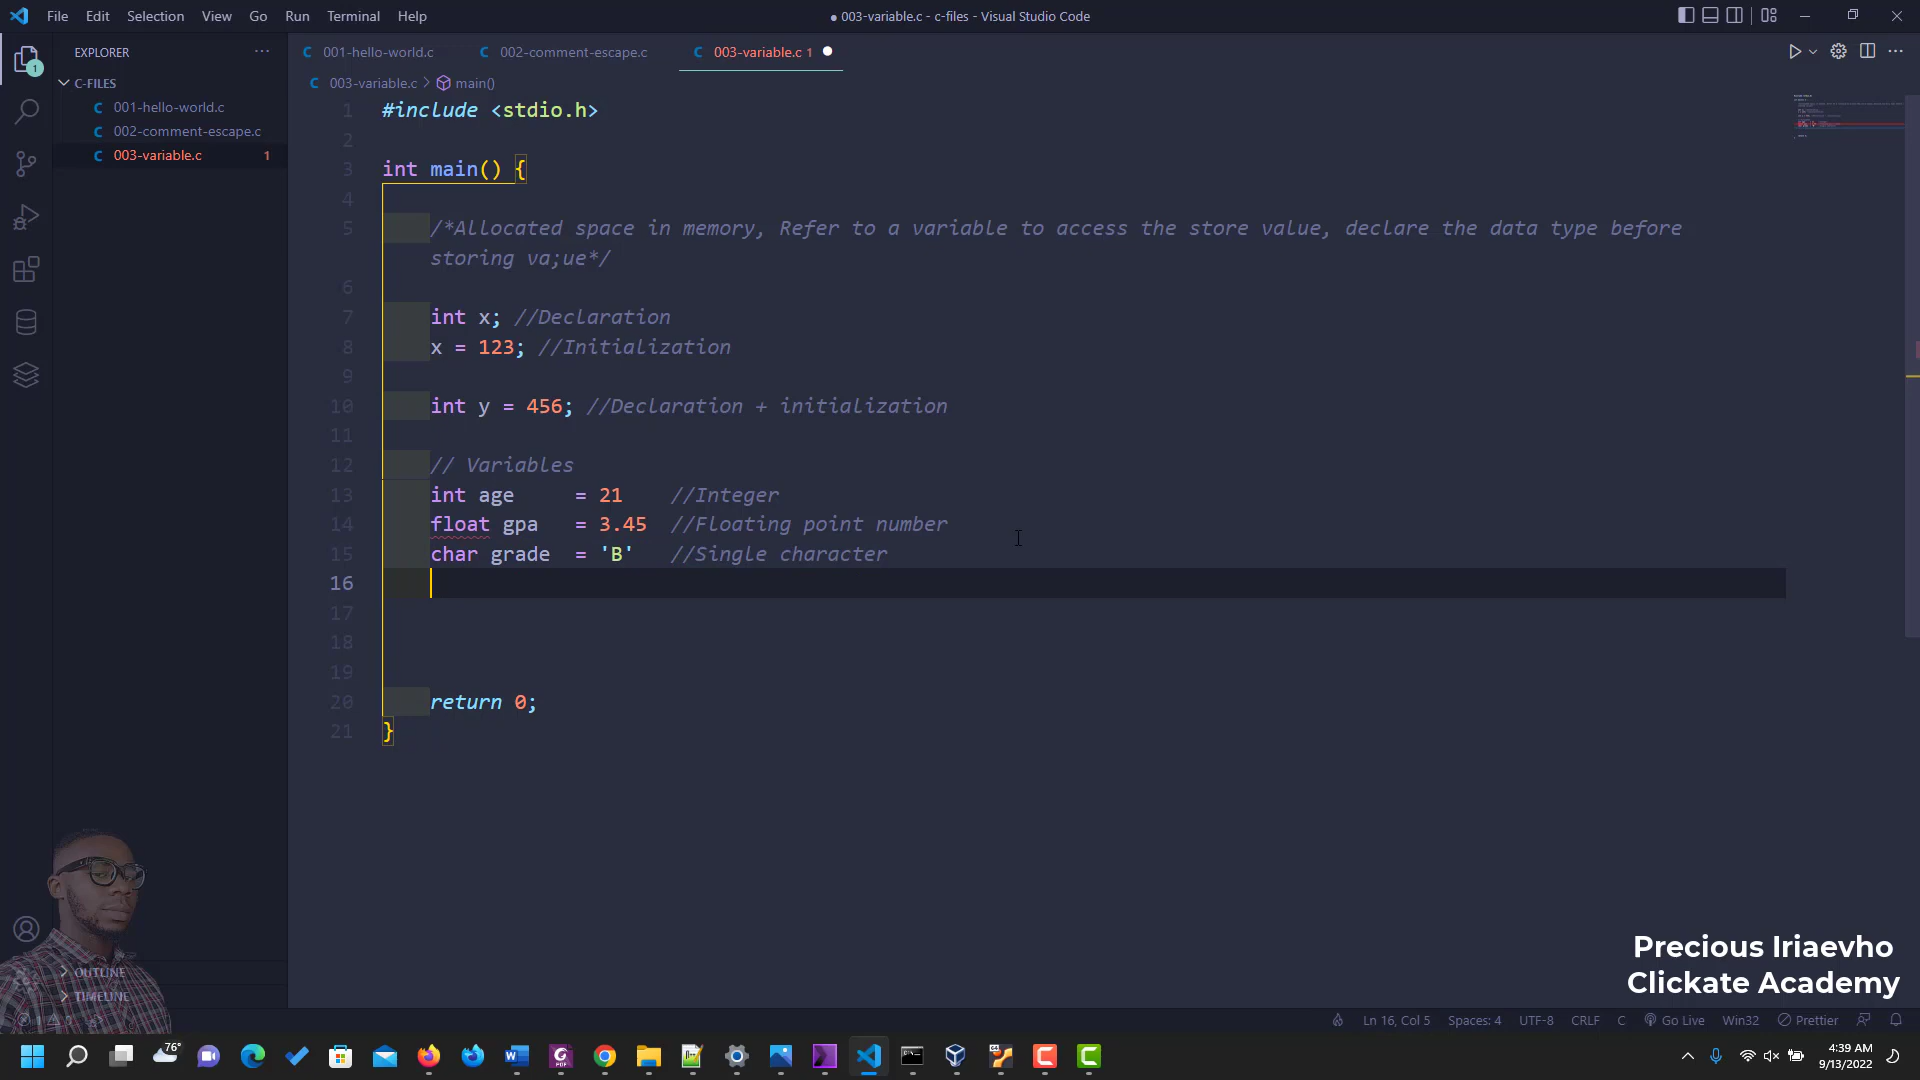 File Edit Selection View Go Run Terminal Help
● 003-variable.c - c-files - Visual Studio Code
EXPLORER
C-FILES
C 001-hello-world.c
C 002-comment-escape.c
C 003-variable.c 1
OUTLINE
TIMELINE
1
C 001-hello-world.c C 002-comment-escape.c C 003-variable.c 1
C 003-variable.c > main()
1 #include <stdio.h>
2
3 int main() {
4
5 /*Allocated space in memory, Refer to a variable to access the store value, declare the data type before
storing va;ue*/
6
7 int x; //Declaration
8 x = 123; //Initialization
9
10 int y = 456; //Declaration + initialization
11
12 // Variables
13 int age = 21 //Integer
14 float gpa = 3.45 //Floating point number
15 char grade = 'B' //Single character
16
17
18
19
20 return 0;
21 }
Precious Iriaevho
Clickate Academy
Ln 16, Col 5 Spaces: 4 UTF-8 CRLF C Go Live Win32 Prettier
76°
4:39 AM
9/13/2022